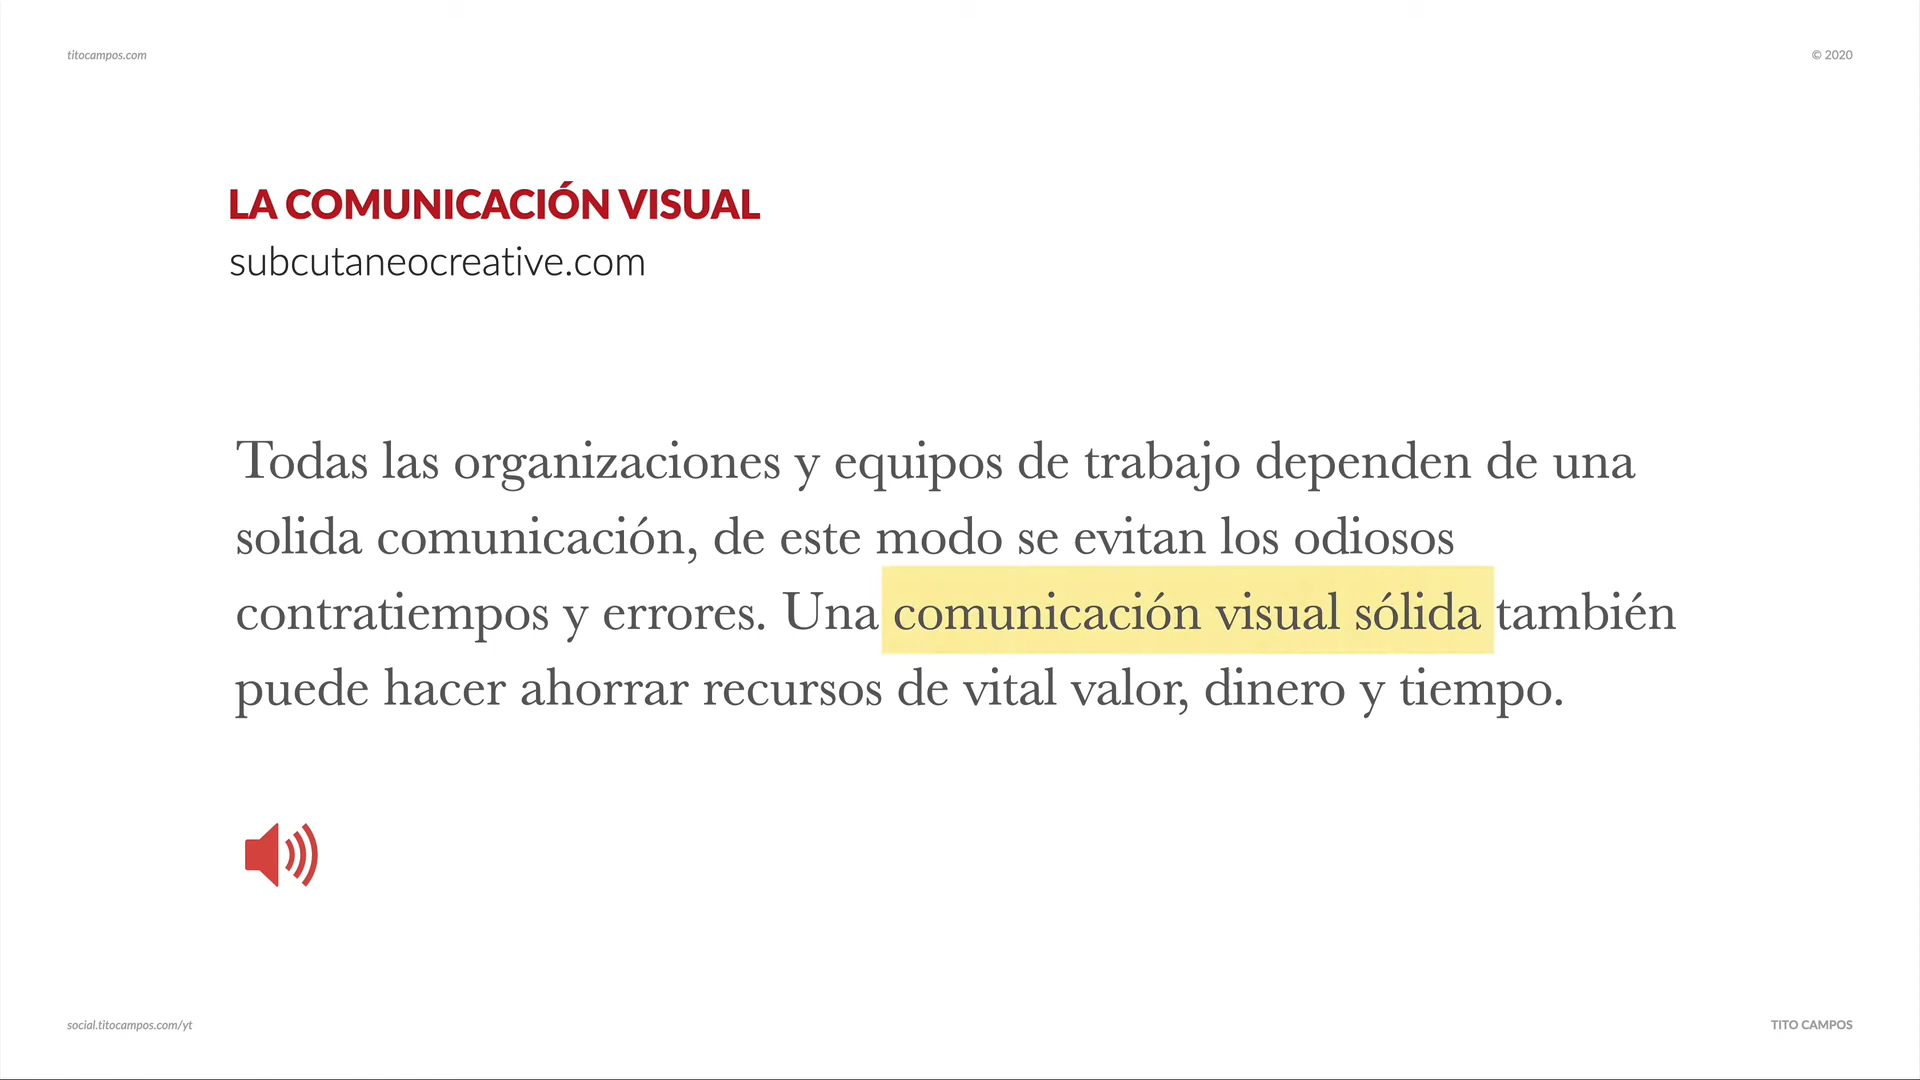 titocampos.com
© 2020
LA COMUNICACIÓN VISUAL
subcutaneocreative.com
Todas las organizaciones y equipos de trabajo dependen de una
solida comunicación, de este modo se evitan los odiosos
contratiempos y errores. Una comunicación visual sólida también
puede hacer ahorrar recursos de vital valor, dinero y tiempo.
social.titocampos.com/yt
TITO CAMPOS